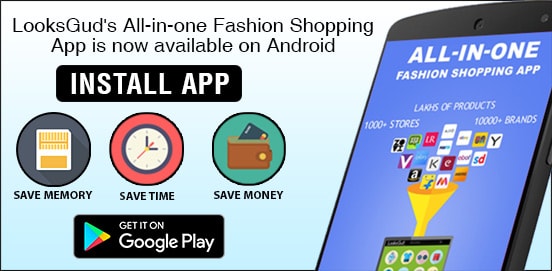 LooksGud's All-in-one Fashion Shopping
App is now available on Android
INSTALL APP
SAVE MEMORY
SAVE TIME
SAVE MONEY
GET IT ON
Google Play
ALL-IN-ONE
FASHION SHOPPING APP
LAKHS OF PRODUCTS
1000+ STORES
10000+ BRANDS
LooksGud